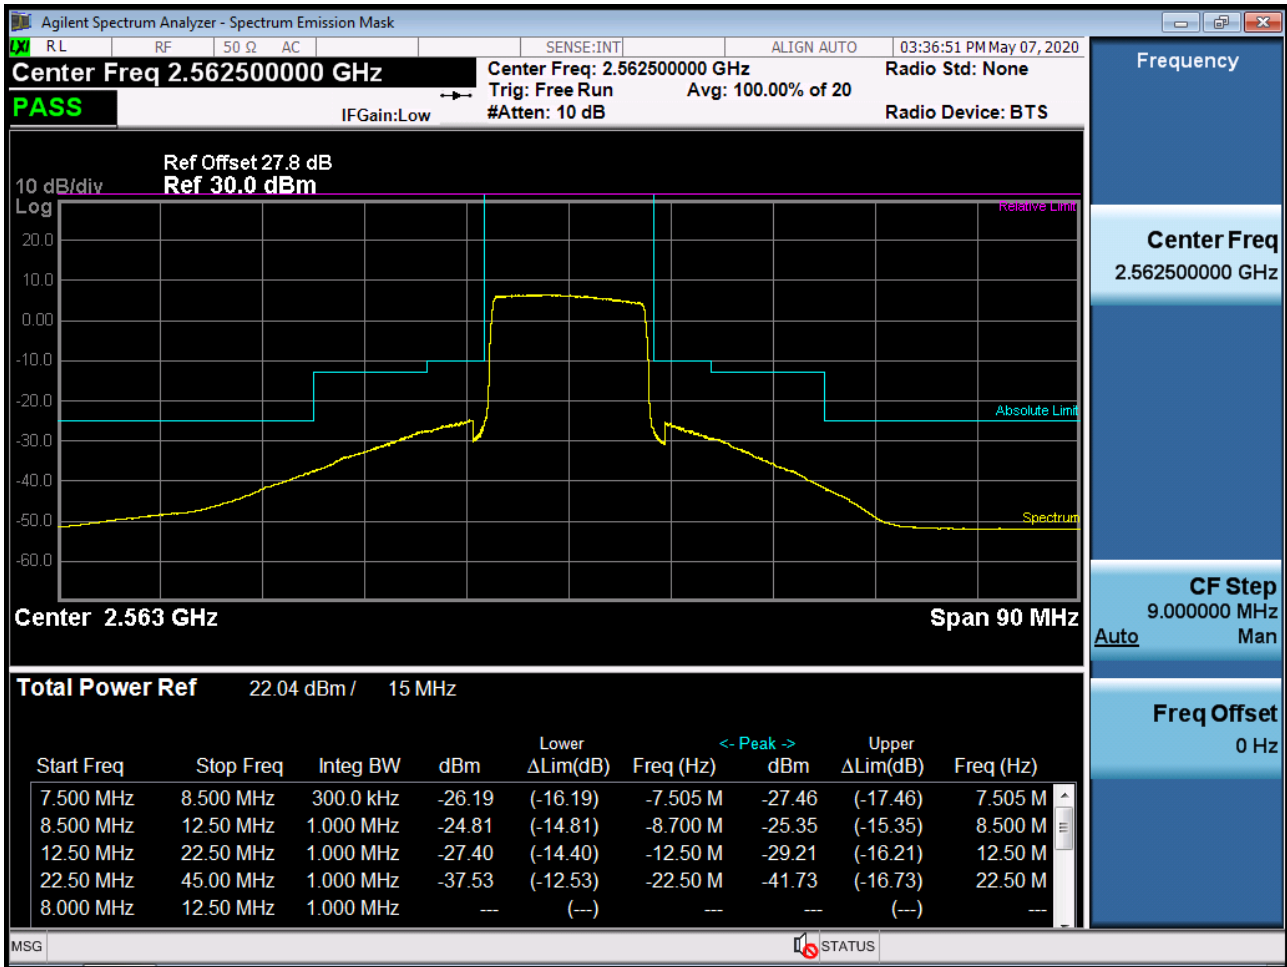 Agilent Spectrum Analyzer - Spectrum Emission Mask
LXI RL RF 50 Ω AC SENSE:INT ALIGN AUTO 03:36:51 PM May 07, 2020
Center Freq 2.562500000 GHz
Center Freq: 2.562500000 GHz
Radio Std: None
Trig: Free Run
Avg: 100.00% of 20
PASS
IFGain:Low
#Atten: 10 dB
Radio Device: BTS
Ref Offset 27.8 dB
10 dB/div
Ref 30.0 dBm
Log
Relative Limit
20.0
10.0
0.00
-10.0
-20.0
Absolute Limit
-30.0
-40.0
-50.0
Spectrum
-60.0
Center 2.563 GHz
Span 90 MHz
Total Power Ref 22.04 dBm / 15 MHz
Lower <- Peak -> Upper
Start Freq Stop Freq Integ BW dBm ΔLim(dB) Freq (Hz) dBm ΔLim(dB) Freq (Hz)
7.500 MHz 8.500 MHz 300.0 kHz -26.19 (-16.19) -7.505 M -27.46 (-17.46) 7.505 M
8.500 MHz 12.50 MHz 1.000 MHz -24.81 (-14.81) -8.700 M -25.35 (-15.35) 8.500 M
12.50 MHz 22.50 MHz 1.000 MHz -27.40 (-14.40) -12.50 M -29.21 (-16.21) 12.50 M
22.50 MHz 45.00 MHz 1.000 MHz -37.53 (-12.53) -22.50 M -41.73 (-16.73) 22.50 M
8.000 MHz 12.50 MHz 1.000 MHz --- (---) --- --- (---) ---
MSG
STATUS
Frequency
Center Freq
2.562500000 GHz
CF Step
9.000000 MHz
Auto Man
Freq Offset
0 Hz